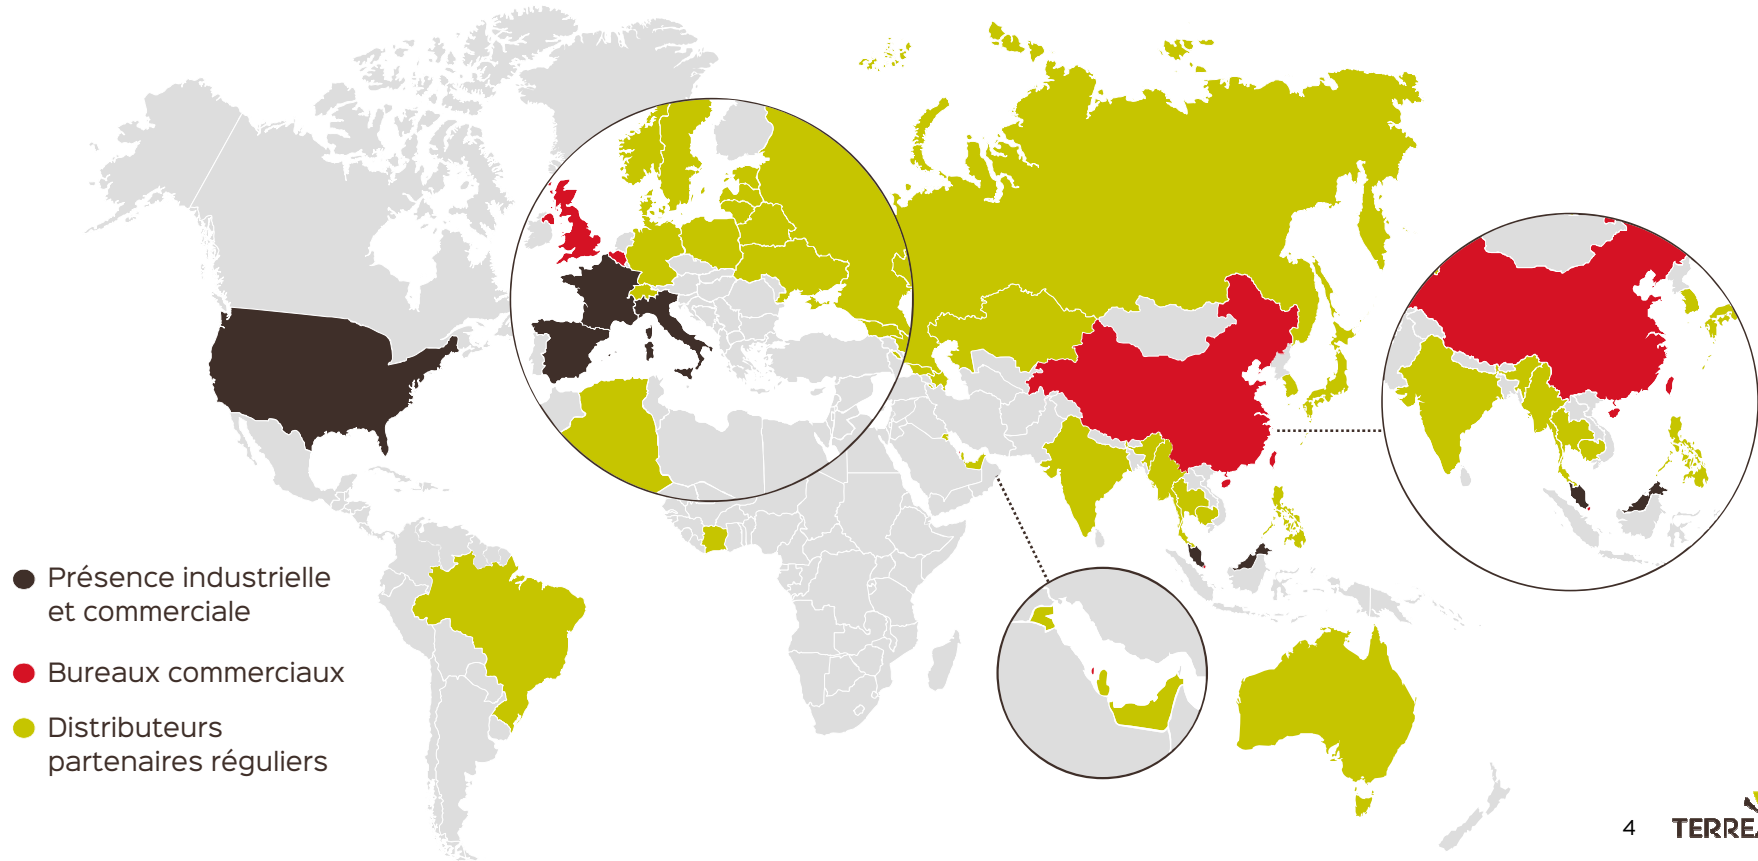 Présence industrielle
et commerciale
Bureaux commerciaux
Distributeurs
partenaires réguliers
4